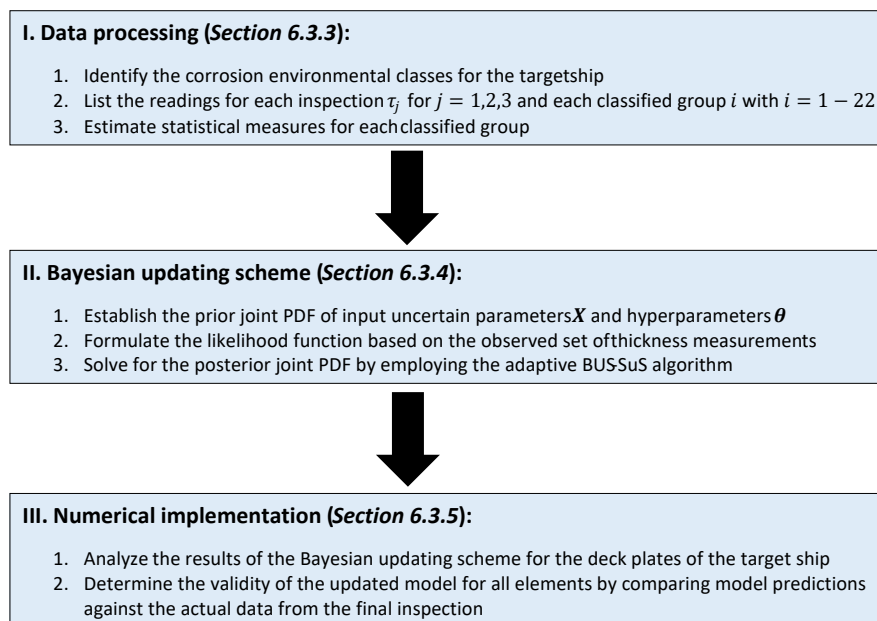 I. Data processing (Section 6.3.3):
1. Identify the corrosion environmental classes for the targetship
2. List the readings for each inspection τⱼ for j = 1,2,3 and each classified group i with i = 1 − 22
3. Estimate statistical measures for eachclassified group
II. Bayesian updating scheme (Section 6.3.4):
1. Establish the prior joint PDF of input uncertain parametersX and hyperparametersθ
2. Formulate the likelihood function based on the observed set ofthickness measurements
3. Solve for the posterior joint PDF by employing the adaptive BUSSuS algorithm
III. Numerical implementation (Section 6.3.5):
1. Analyze the results of the Bayesian updating scheme for the deck plates of the target ship
2. Determine the validity of the updated model for all elements by comparing model predictions
against the actual data from the final inspection